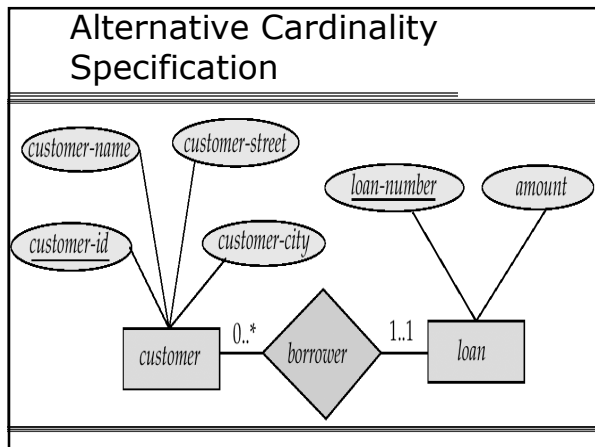 Alternative Cardinality
Specification
customer-name
customer-street
customer-id
customer-city
loan-number
amount
customer
0..*
borrower
1..1
loan